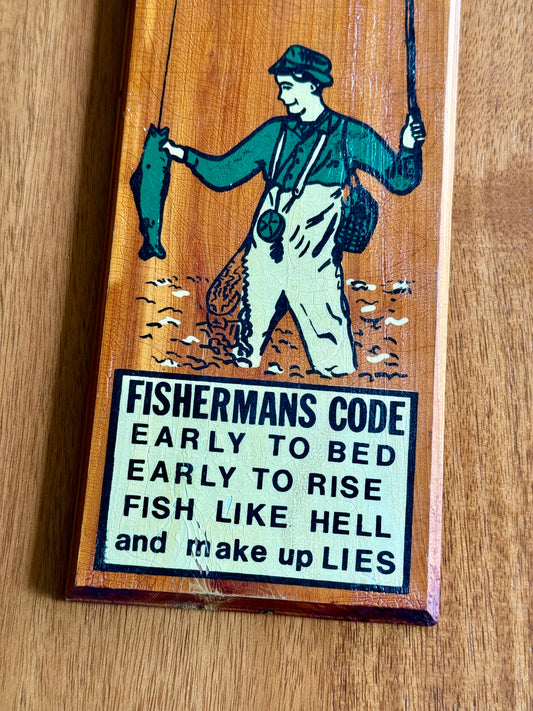 FISHERMANS CODE
EARLY TO BED
EARLY TO RISE
FISH LIKE HELL
and make up LIES